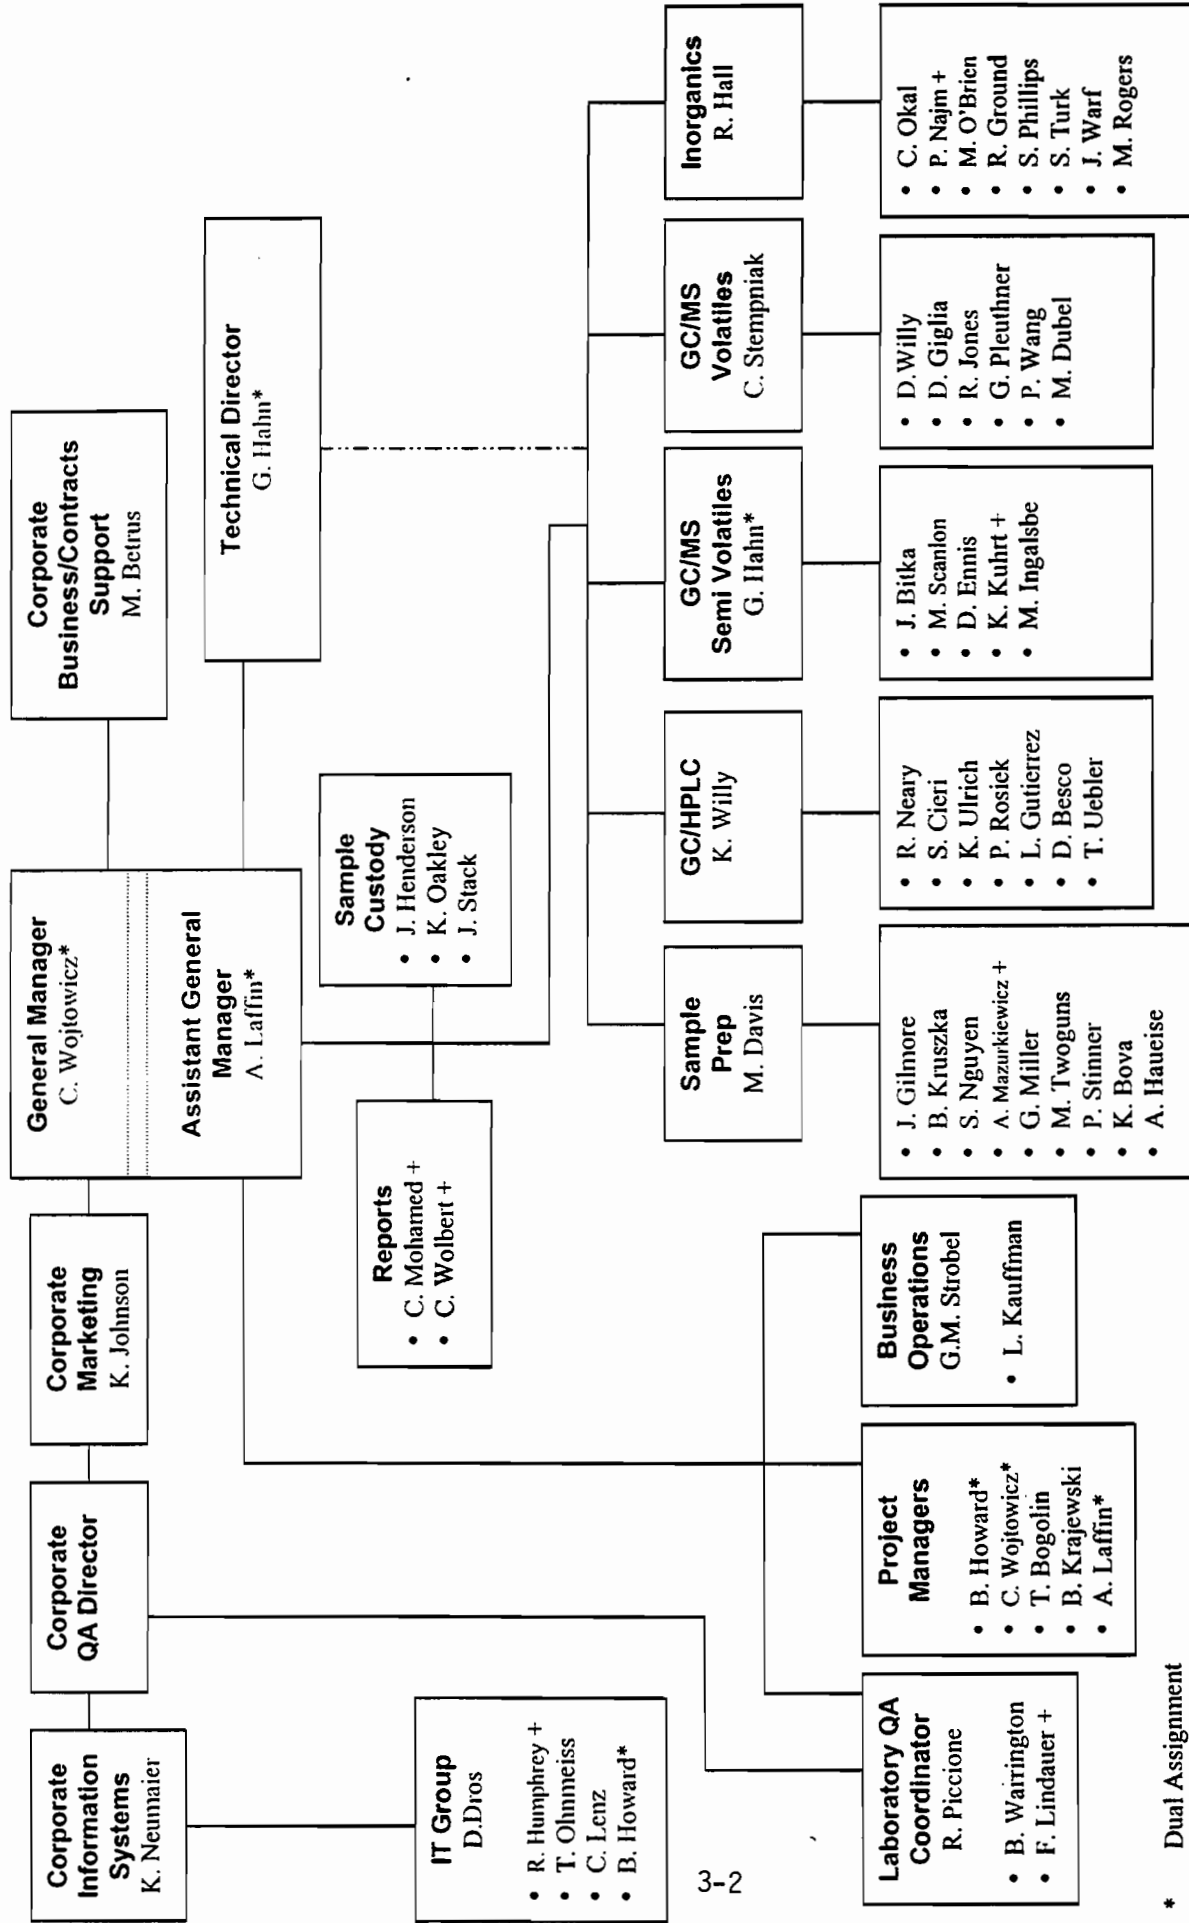 General Manager
C. Wojtowicz*
Assistant General
Manager
A. Laffin*
Corporate
Business/Contracts
Support
M. Betrus
Technical Director
G. Hahn*
Corporate
Marketing
K. Johnson
Corporate
QA Director
Corporate
Information
Systems
K. Neumaier
IT Group
D.Dros
• R. Humphrey +
• T. Ohnmeiss
• C. Lenz
• B. Howard*
Reports
• C. Mohamed +
• C. Wolbert +
Sample
Custody
• J. Henderson
• K. Oakley
• J. Stack
Laboratory QA
Coordinator
R. Piccione
• B. Warrington
• F. Lindauer +
Project
Managers
• B. Howard*
• C. Wojtowicz*
• T. Bogolin
• B. Krajewski
• A. Laffin*
Business
Operations
G.M. Strobel
• L. Kauffman
Sample
Prep
M. Davis
• J. Gilmore
• B. Kruszka
• S. Nguyen
• A. Mazurkiewicz +
• G. Miller
• M. Twoguns
• P. Stinner
• K. Bova
• A. Haueise
GC/HPLC
K. Willy
• R. Neary
• S. Cieri
• K. Ulrich
• P. Rosiek
• L. Gutierrez
• D. Besco
• T. Uebler
GC/MS
Semi Volatiles
G. Hahn*
• J. Bitka
• M. Scanlon
• D. Ennis
• K. Kuhrt +
• M. Ingalsbe
GC/MS
Volatiles
C. Stempniak
• D.Willy
• D. Giglia
• R. Jones
• G. Pleuthner
• P. Wang
• M. Dubel
Inorganics
R. Hall
• C. Okal
• P. Najm +
• M. O'Brien
• R. Ground
• S. Phillips
• S. Turk
• J. Warf
• M. Rogers
* Dual Assignment
3-2